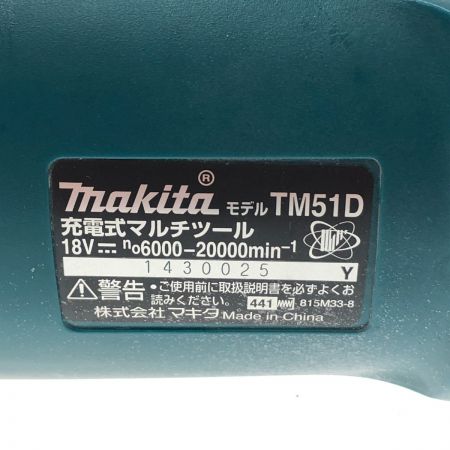 makita® モデル TM51D
充電式マルチツール
18V⎓ n₀6000-20000min⁻¹
1430025 Y
⚠警告・ご使用前に取扱説明書を必ずよくお
読みください。 441 815M33-8
株式会社 マキタ Made in China